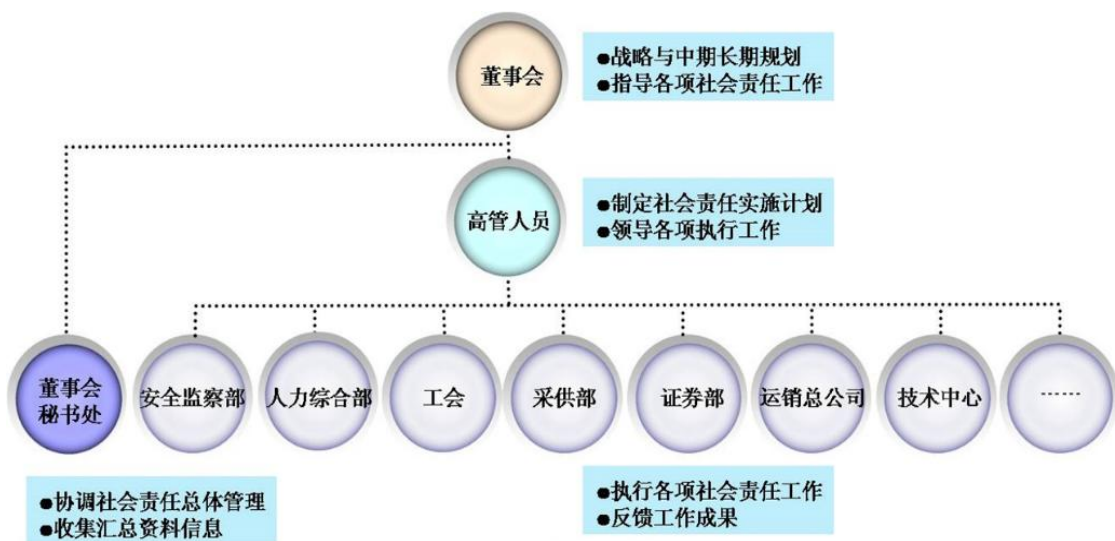 董事会
●战略与中期长期规划
●指导各项社会责任工作
高管人员
●制定社会责任实施计划
●领导各项执行工作
董事会
秘书处
安全监察部
人力综合部
工会
采供部
证券部
运销总公司
技术中心
······
●协调社会责任总体管理
●收集汇总资料信息
●执行各项社会责任工作
●反馈工作成果